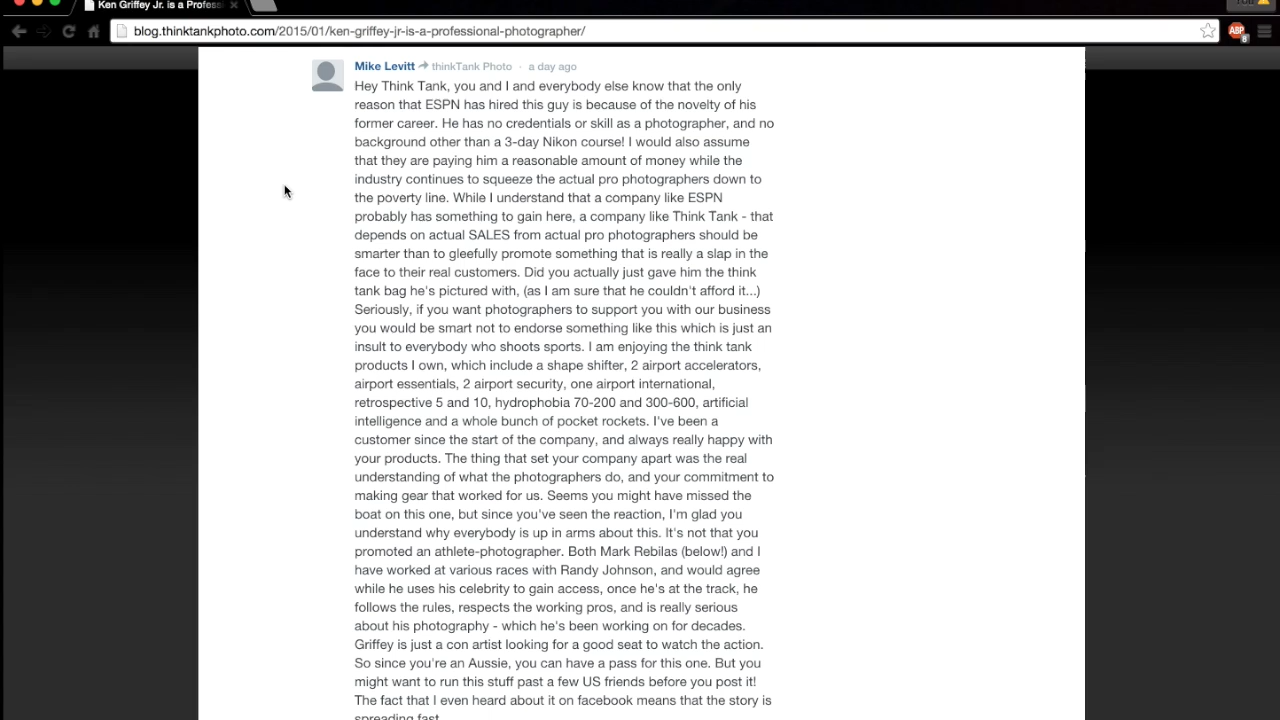 Ken Griffey Jr. is a Profess
blog.thinktankphoto.com/2015/01/ken-griffey-jr-is-a-professional-photographer/
ABP
8
Mike Levitt thinkTank Photo · a day ago
Hey Think Tank, you and I and everybody else know that the only
reason that ESPN has hired this guy is because of the novelty of his
former career. He has no credentials or skill as a photographer, and no
background other than a 3-day Nikon course! I would also assume
that they are paying him a reasonable amount of money while the
industry continues to squeeze the actual pro photographers down to
the poverty line. While I understand that a company like ESPN
probably has something to gain here, a company like Think Tank - that
depends on actual SALES from actual pro photographers should be
smarter than to gleefully promote something that is really a slap in the
face to their real customers. Did you actually just gave him the think
tank bag he's pictured with, (as I am sure that he couldn't afford it...)
Seriously, if you want photographers to support you with our business
you would be smart not to endorse something like this which is just an
insult to everybody who shoots sports. I am enjoying the think tank
products I own, which include a shape shifter, 2 airport accelerators,
airport essentials, 2 airport security, one airport international,
retrospective 5 and 10, hydrophobia 70-200 and 300-600, artificial
intelligence and a whole bunch of pocket rockets. I've been a
customer since the start of the company, and always really happy with
your products. The thing that set your company apart was the real
understanding of what the photographers do, and your commitment to
making gear that worked for us. Seems you might have missed the
boat on this one, but since you've seen the reaction, I'm glad you
understand why everybody is up in arms about this. It's not that you
promoted an athlete-photographer. Both Mark Rebilas (below!) and I
have worked at various races with Randy Johnson, and would agree
while he uses his celebrity to gain access, once he's at the track, he
follows the rules, respects the working pros, and is really serious
about his photography - which he's been working on for decades.
Griffey is just a con artist looking for a good seat to watch the action.
So since you're an Aussie, you can have a pass for this one. But you
might want to run this stuff past a few US friends before you post it!
The fact that I even heard about it on facebook means that the story is
spreading fast